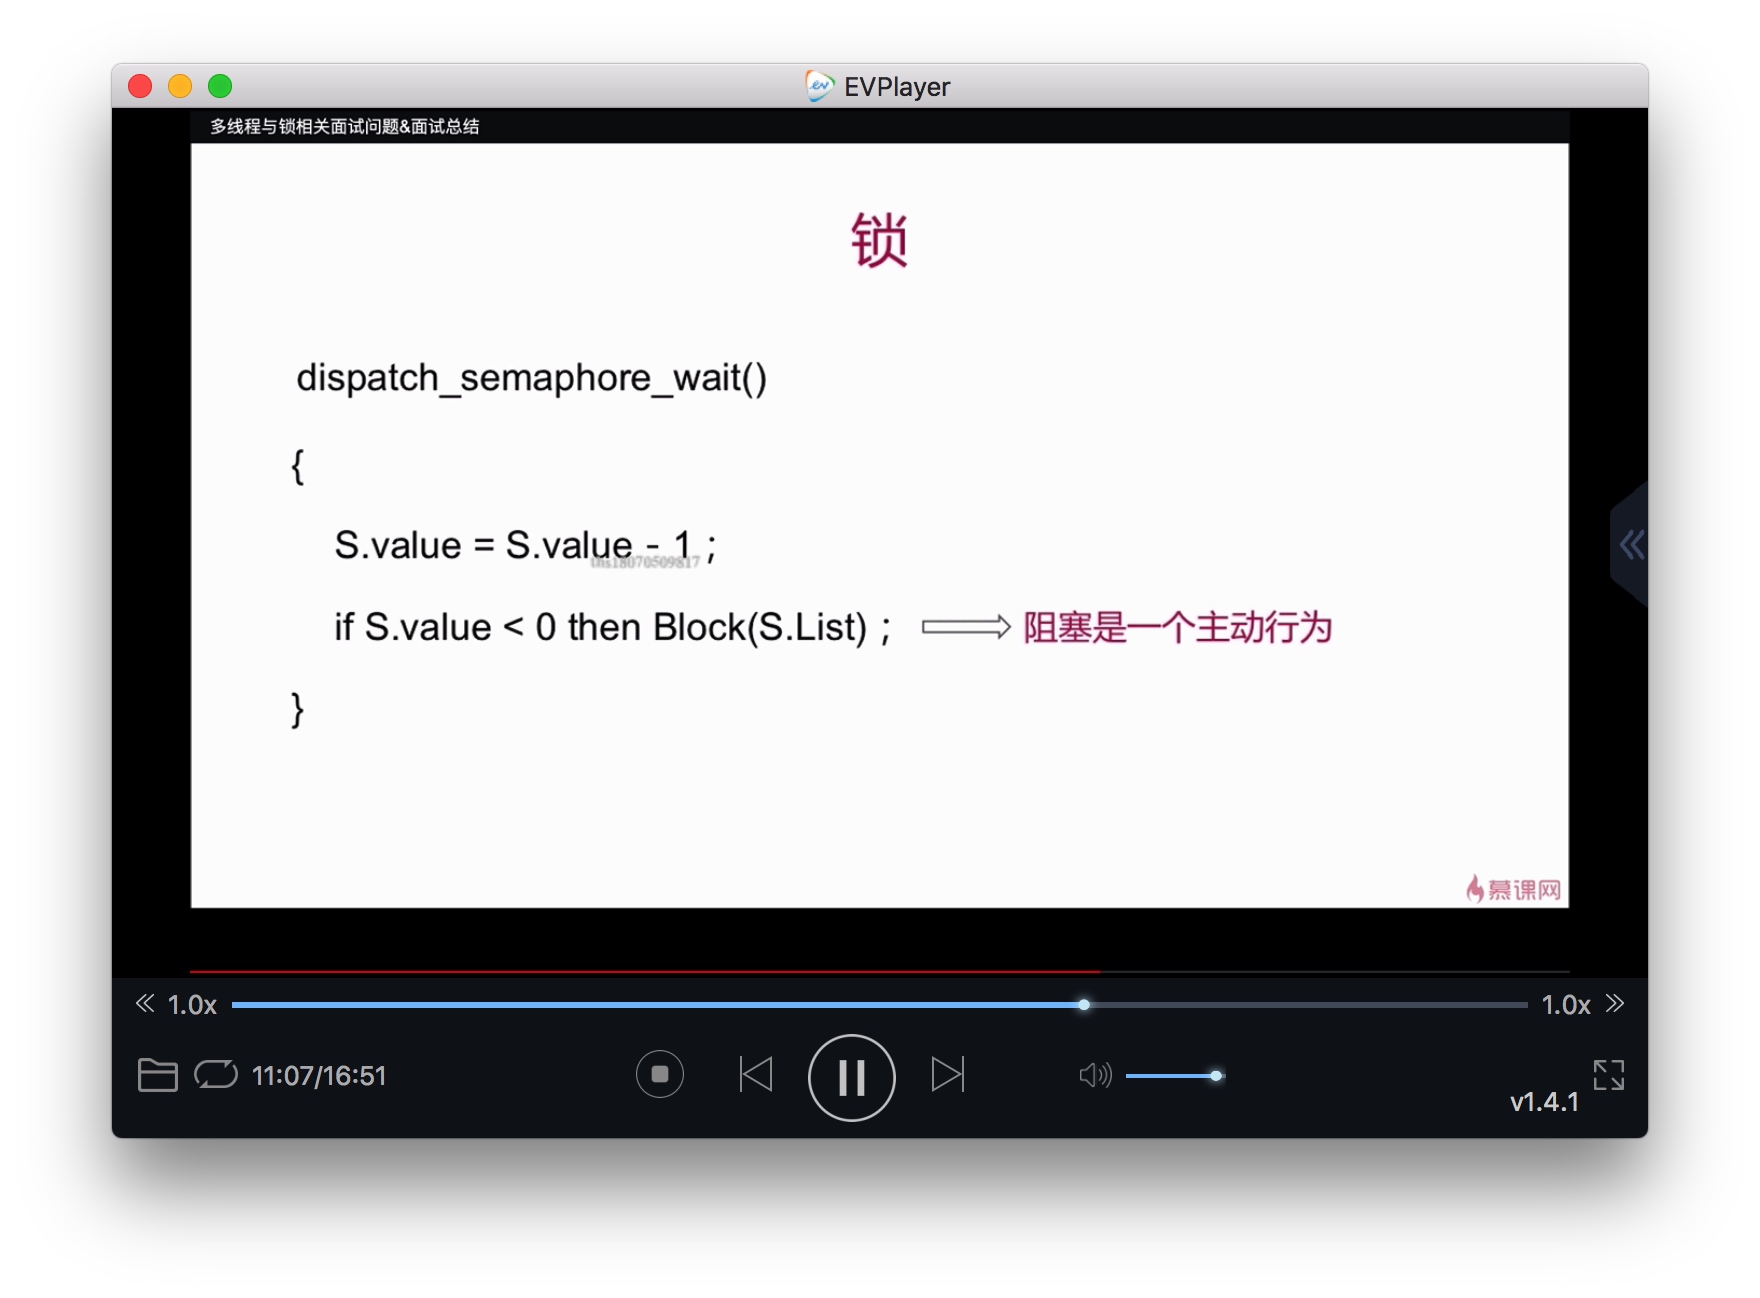 EVPlayer
多线程与锁相关面试问题&面试总结
锁
dispatch_semaphore_wait()
{
S.value = S.value - 1 ;
if S.value < 0 then Block(S.List) ; 阻塞是一个主动行为
}
慕课网
1.0x 1.0x
11:07/16:51
v1.4.1